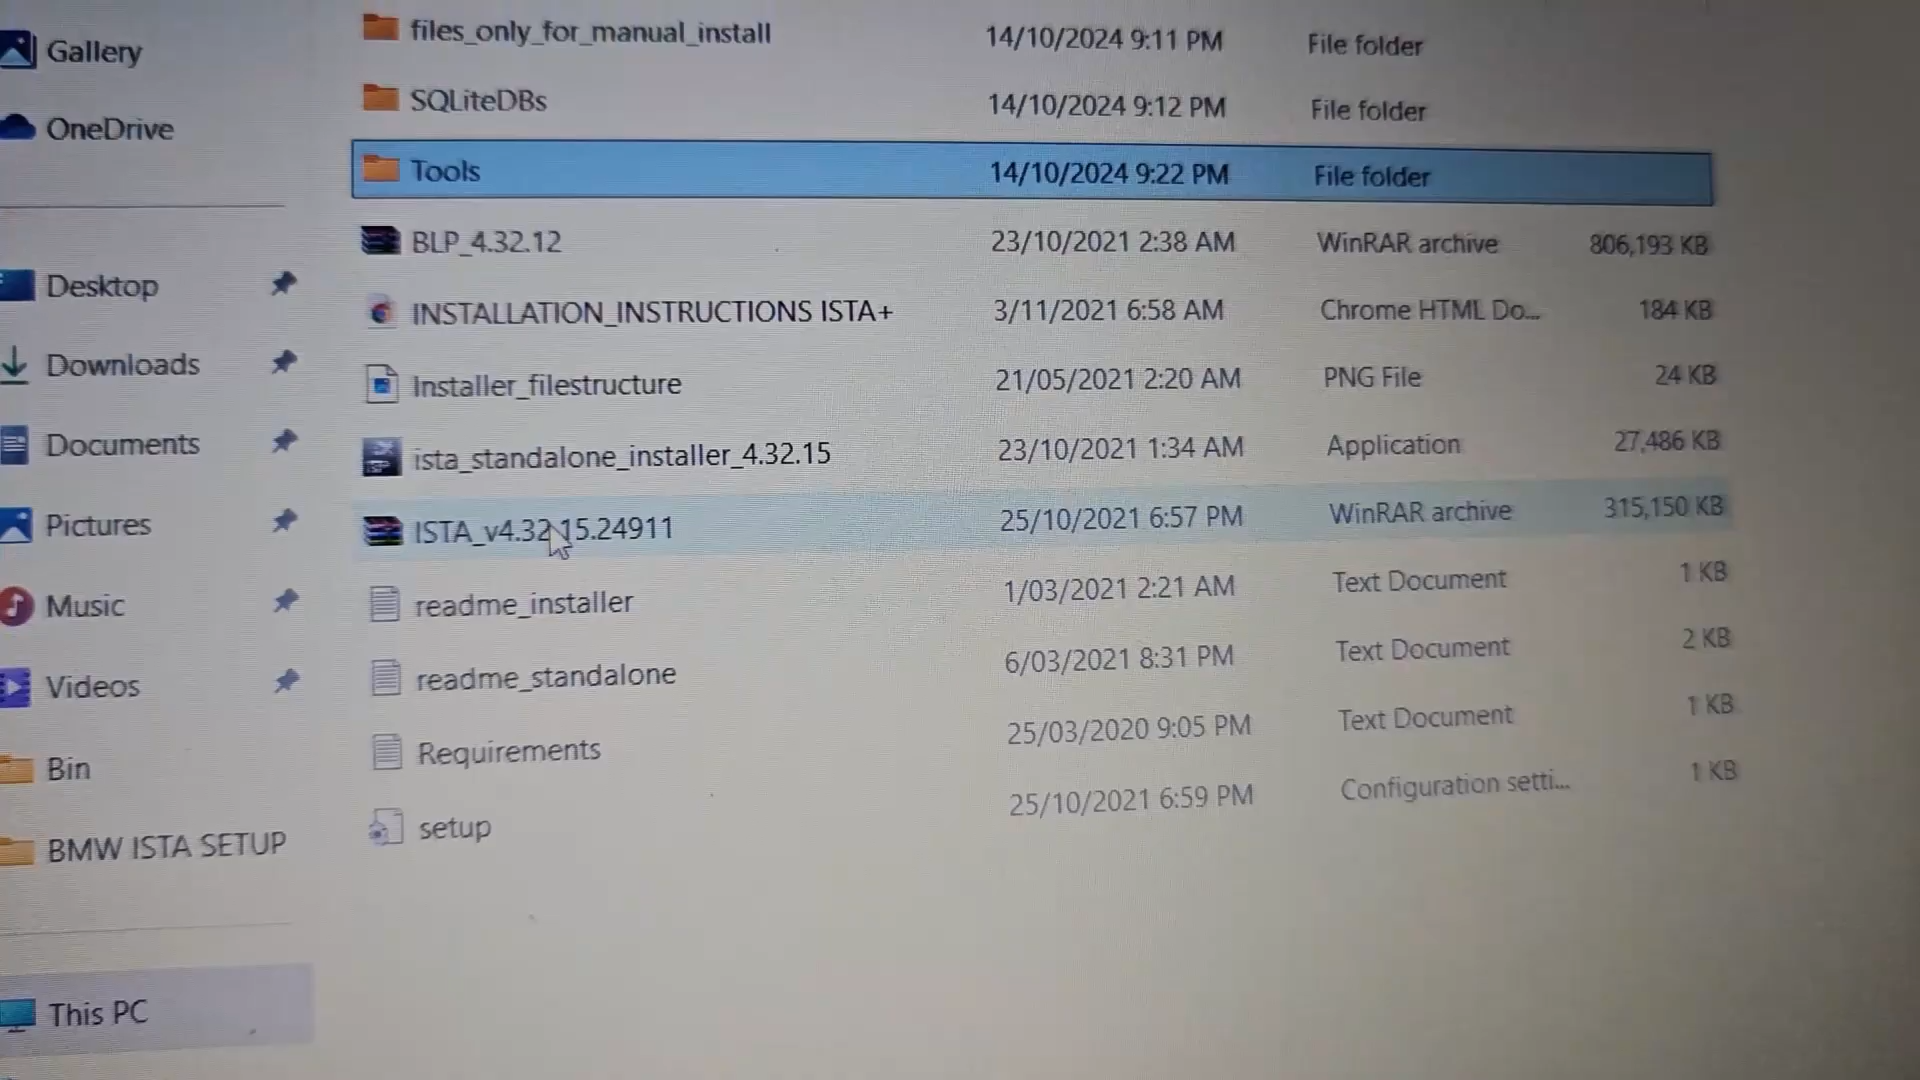 Gallery
OneDrive
Desktop
Downloads
Documents
Pictures
Music
Videos
Bin
BMW ISTA SETUP
This PC
files_only_for_manual_install 14/10/2024 9:11 PM File folder
SQLiteDBs 14/10/2024 9:12 PM File folder
Tools 14/10/2024 9:22 PM File folder
BLP_4.32.12 23/10/2021 2:38 AM WinRAR archive 806,193 KB
INSTALLATION_INSTRUCTIONS ISTA+ 3/11/2021 6:58 AM Chrome HTML Do... 184 KB
Installer_filestructure 21/05/2021 2:20 AM PNG File 24 KB
ista_standalone_installer_4.32.15 23/10/2021 1:34 AM Application 27,486 KB
ISTA_v4.32.15.24911 25/10/2021 6:57 PM WinRAR archive 315,150 KB
readme_installer 1/03/2021 2:21 AM Text Document 1 KB
readme_standalone 6/03/2021 8:31 PM Text Document 2 KB
Requirements 25/03/2020 9:05 PM Text Document 1 KB
setup 25/10/2021 6:59 PM Configuration setti... 1 KB